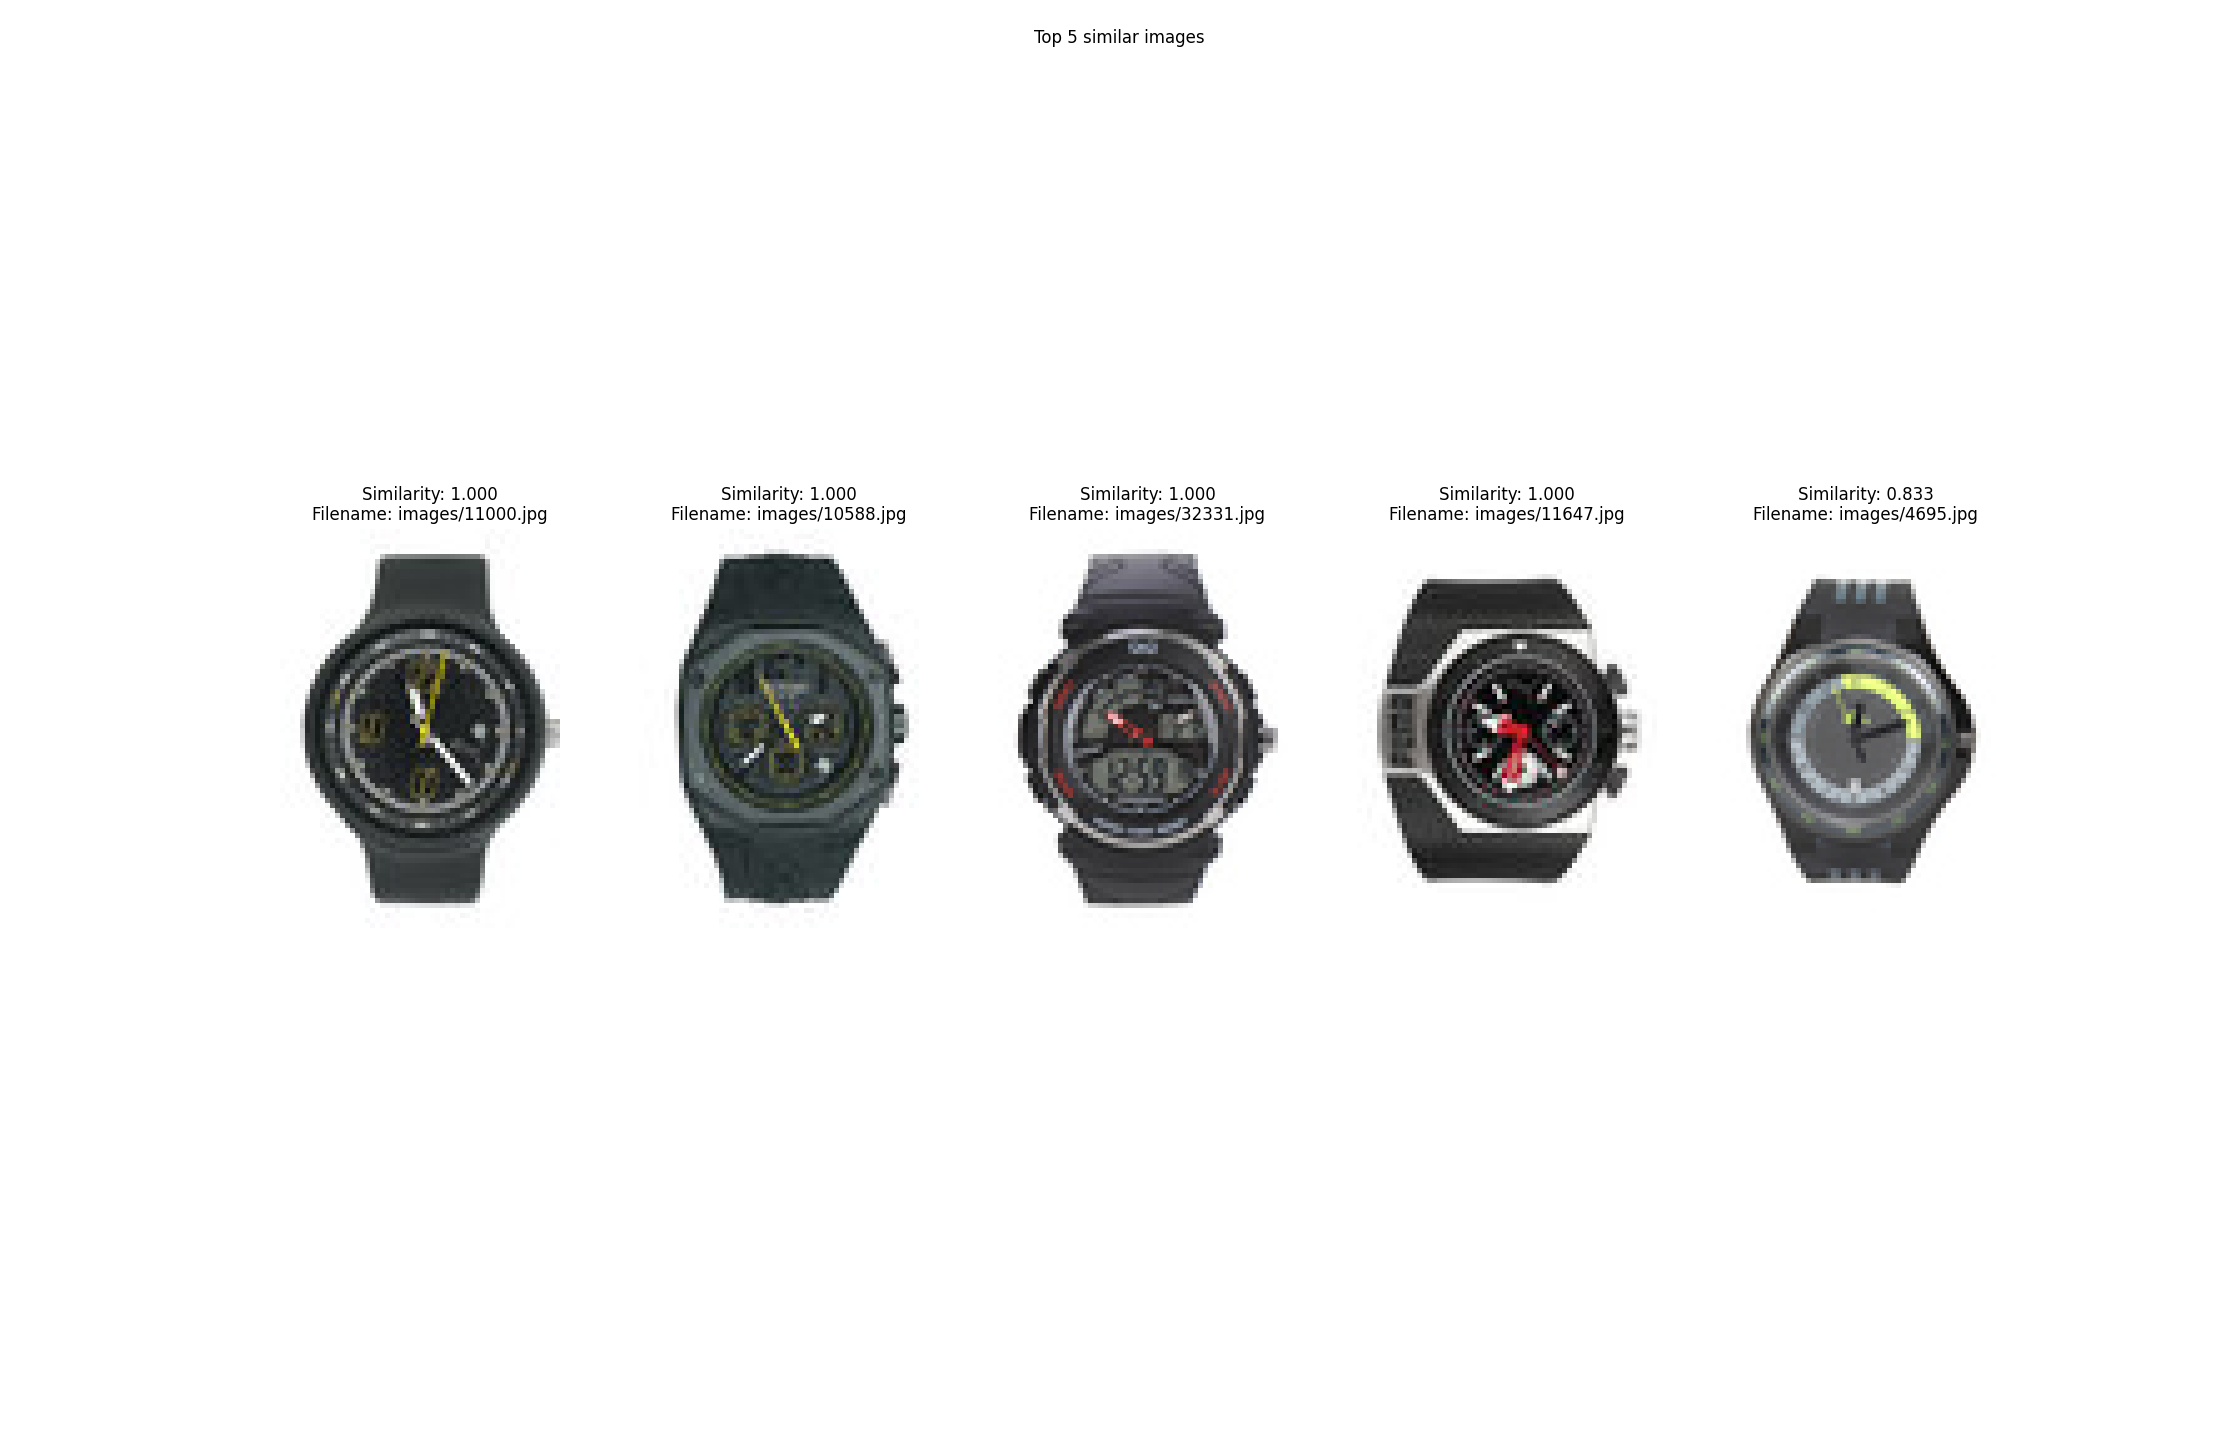 Top 5 similar images
Similarity: 1.000
Filename: images/11000.jpg
Similarity: 1.000
Filename: images/10588.jpg
Similarity: 1.000
Filename: images/32331.jpg
Similarity: 1.000
Filename: images/11647.jpg
Similarity: 0.833
Filename: images/4695.jpg